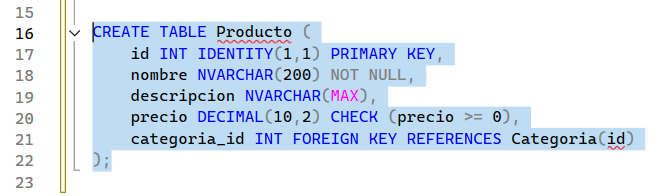 15
16 CREATE TABLE Producto (
17 id INT IDENTITY(1,1) PRIMARY KEY,
18 nombre NVARCHAR(200) NOT NULL,
19 descripcion NVARCHAR(MAX),
20 precio DECIMAL(10,2) CHECK (precio >= 0),
21 categoria_id INT FOREIGN KEY REFERENCES Categoria(id)
22 );
23